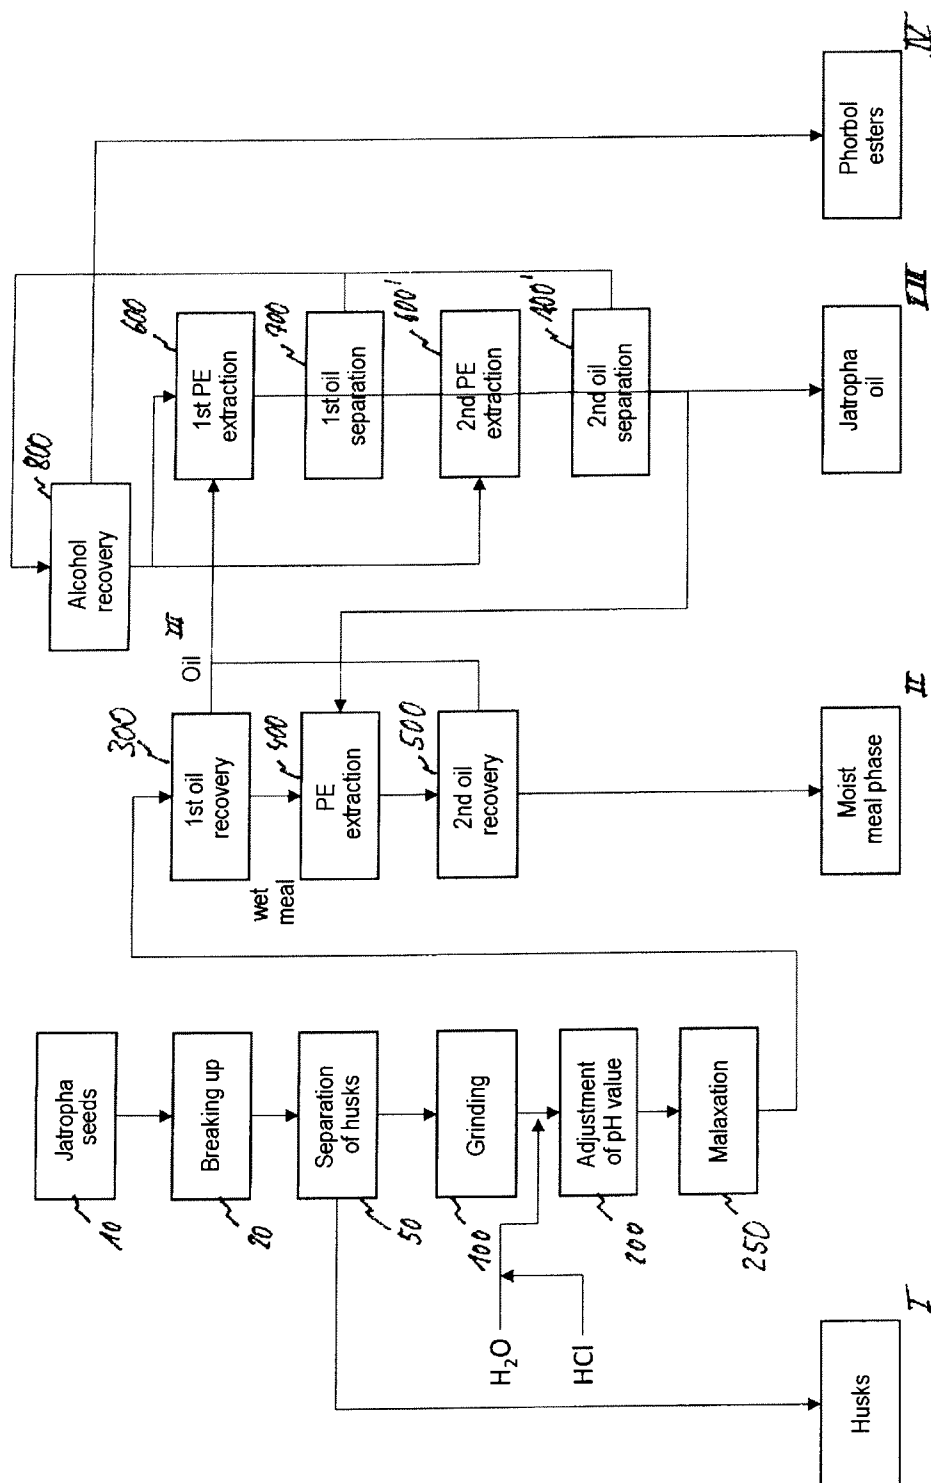 Jatropha
seeds
10
Breaking up
20
Separation
of husks
50
Grinding
100
H₂O
HCl
Adjustment
of pH value
200
Malaxation
250
Husks
I
300
1st oil
recovery
wet
meal
400
PE
extraction
500
2nd oil
recovery
Moist
meal phase
II
Oil
III
800
Alcohol
recovery
600
1st PE
extraction
700
1st oil
separation
2nd PE
extraction
2nd oil
separation
Jatropha
oil
III
Phorbol
esters
IV